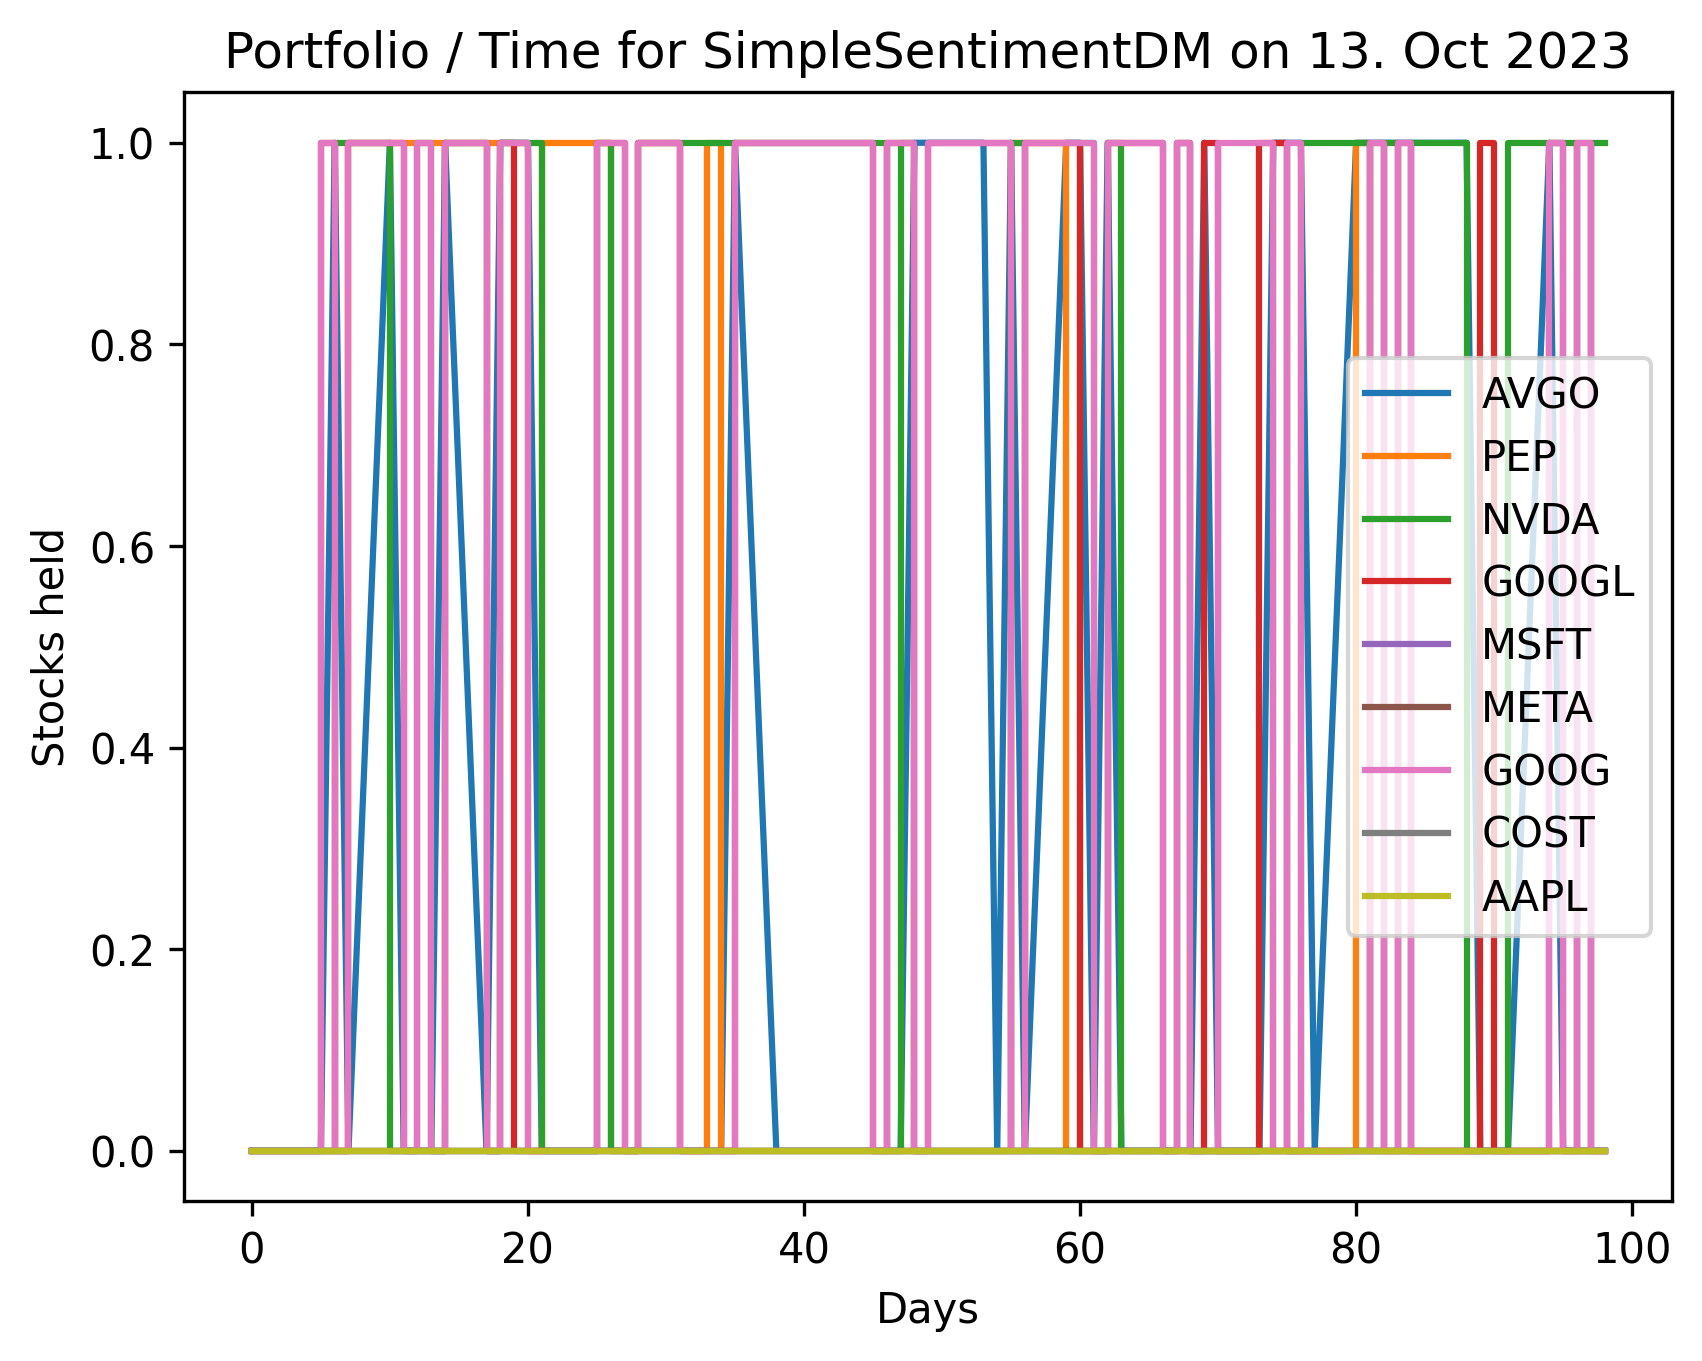 Portfolio / Time for SimpleSentimentDM on 13. Oct 2023
1.0
0.8
0.6
0.4
0.2
0.0
Stocks held
AVGO
PEP
NVDA
GOOGL
MSFT
META
GOOG
COST
AAPL
0 20 40 60 80 100
Days